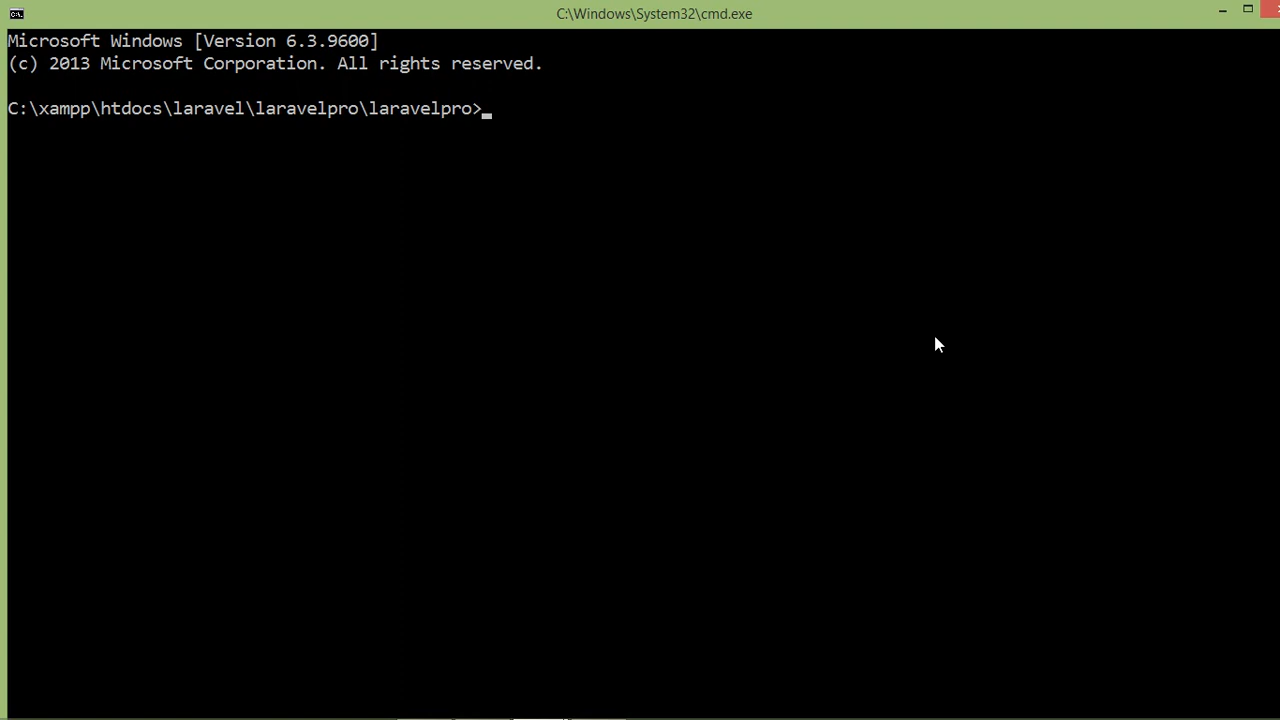 C:\Windows\System32\cmd.exe
Microsoft Windows [Version 6.3.9600]
(c) 2013 Microsoft Corporation. All rights reserved.
C:\xampp\htdocs\laravel\laravelpro\laravelpro>